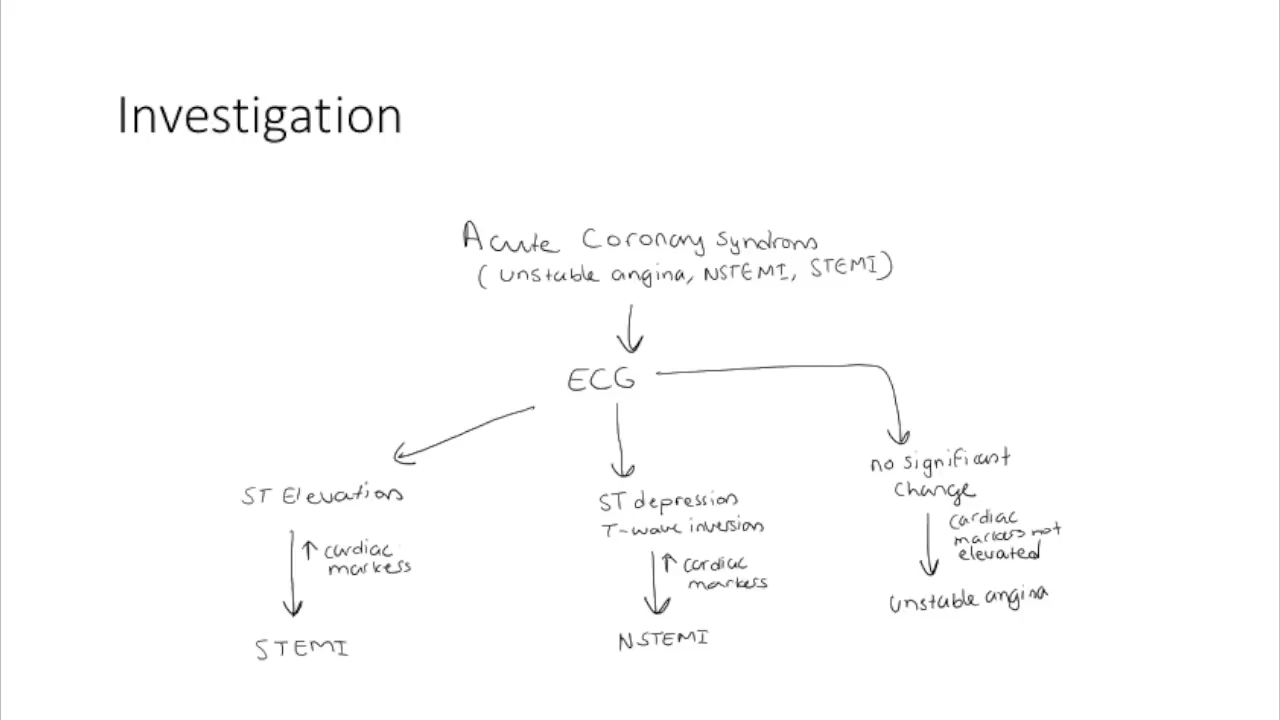 Investigation
Acute Coronary Syndroms
(unstable angina, NSTEMI, STEMI)
ECG
ST Elevation
↑ cardiac
markers
STEMI
ST depression
T-wave inversion
↑ cardiac
markers
NSTEMI
no significant
change
cardiac
markers not
elevated
unstable angina